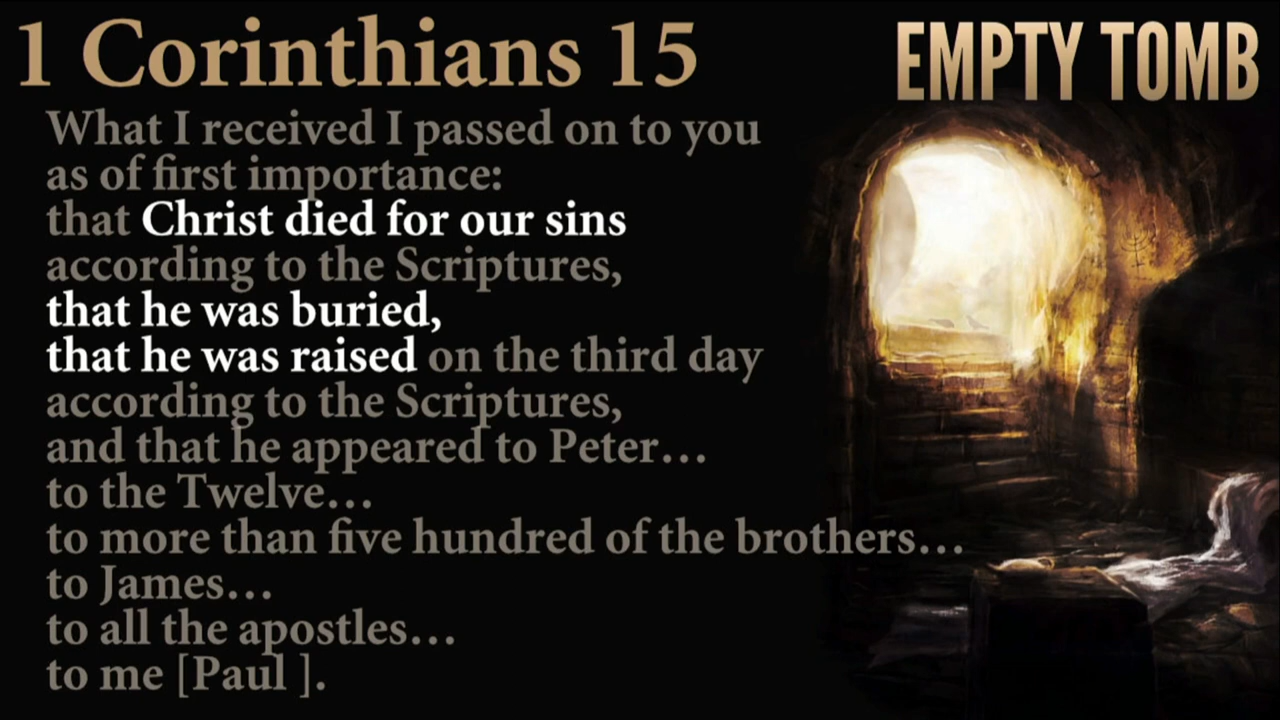 1 Corinthians 15
EMPTY TOMB
What I received I passed on to you
as of first importance:
that Christ died for our sins
according to the Scriptures,
that he was buried,
that he was raised on the third day
according to the Scriptures,
and that he appeared to Peter…
to the Twelve…
to more than five hundred of the brothers…
to James…
to all the apostles…
to me [Paul ].